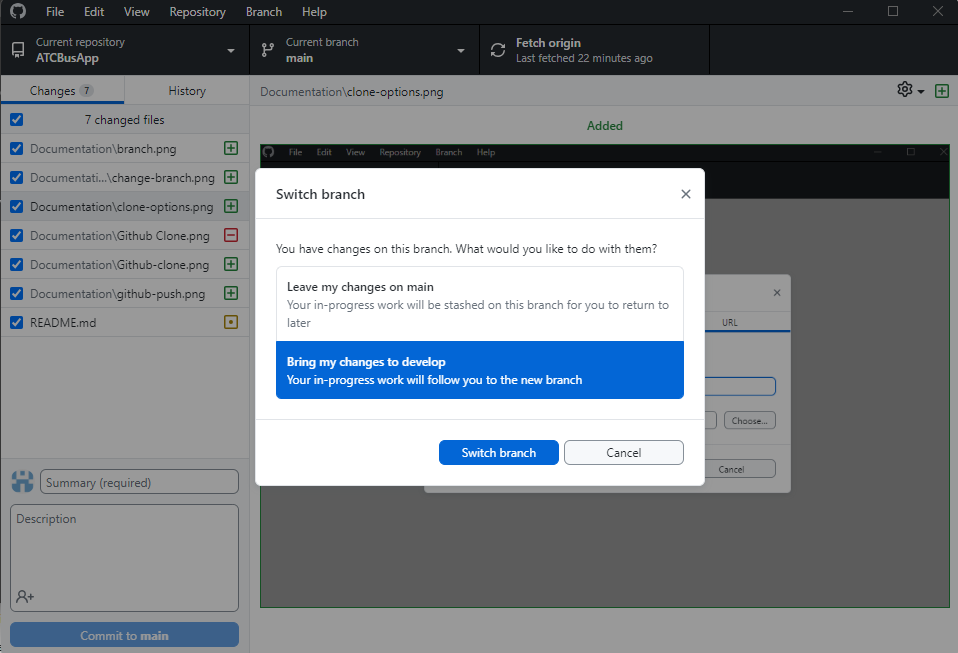 File Edit View Repository Branch Help
Current repository
ATCBusApp
Current branch
main
Fetch origin
Last fetched 22 minutes ago
Changes 7
History
7 changed files
Documentation\branch.png
Documentati...\change-branch.png
Documentation\clone-options.png
Documentation\Github Clone.png
Documentation\Github-clone.png
Documentation\github-push.png
README.md
Summary (required)
Description
Commit to main
Documentation\clone-options.png
Added
File Edit View Repository Branch Help
Switch branch
You have changes on this branch. What would you like to do with them?
Leave my changes on main
Your in-progress work will be stashed on this branch for you to return to
later
Bring my changes to develop
Your in-progress work will follow you to the new branch
Switch branch
Cancel
URL
Choose...
Cancel